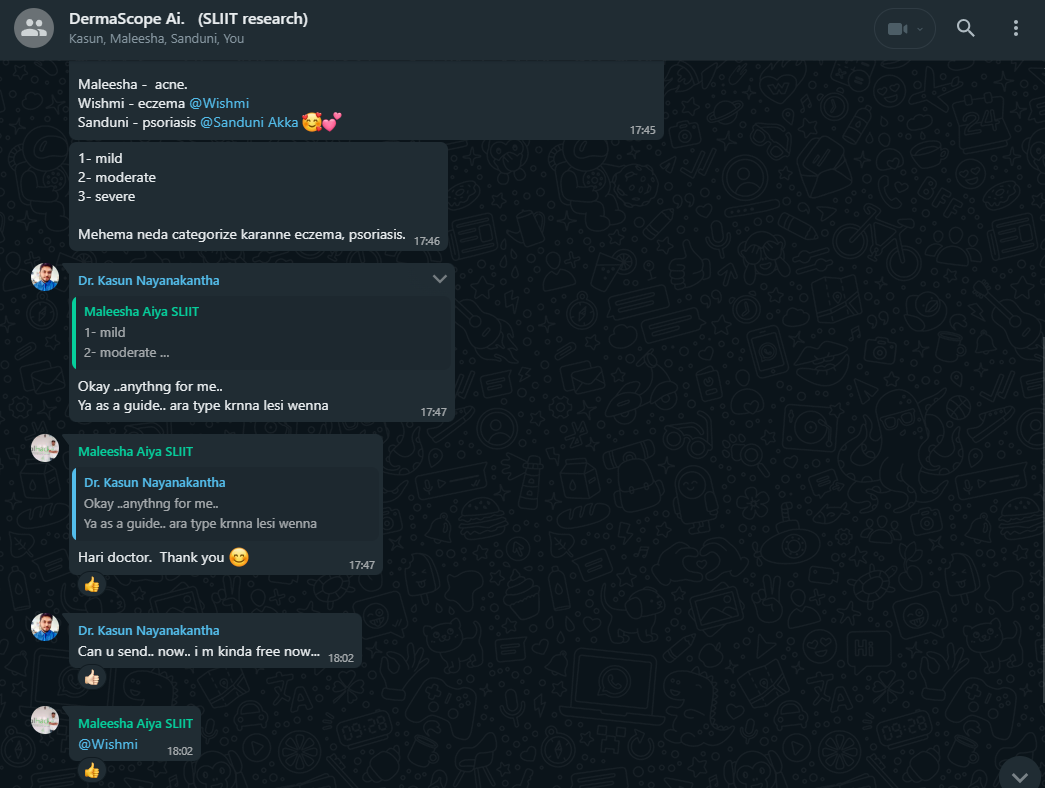 DermaScope Ai. (SLIIT research)
Kasun, Maleesha, Sanduni, You
Maleesha - acne.
Wishmi - eczema @Wishmi
Sanduni - psoriasis @Sanduni Akka 🥰💕
17:45
1- mild
2- moderate
3- severe
Mehema neda categorize karanne eczema, psoriasis.
17:46
Dr. Kasun Nayanakantha
Maleesha Aiya SLIIT
1- mild
2- moderate ...
Okay ..anythng for me..
Ya as a guide.. ara type krnna lesi wenna
17:47
Maleesha Aiya SLIIT
Dr. Kasun Nayanakantha
Okay ..anythng for me..
Ya as a guide.. ara type krnna lesi wenna
Hari doctor. Thank you 😊
17:47
👍
Dr. Kasun Nayanakantha
Can u send.. now.. i m kinda free now... 18:02
👍🏻
Maleesha Aiya SLIIT
@Wishmi 18:02
👍